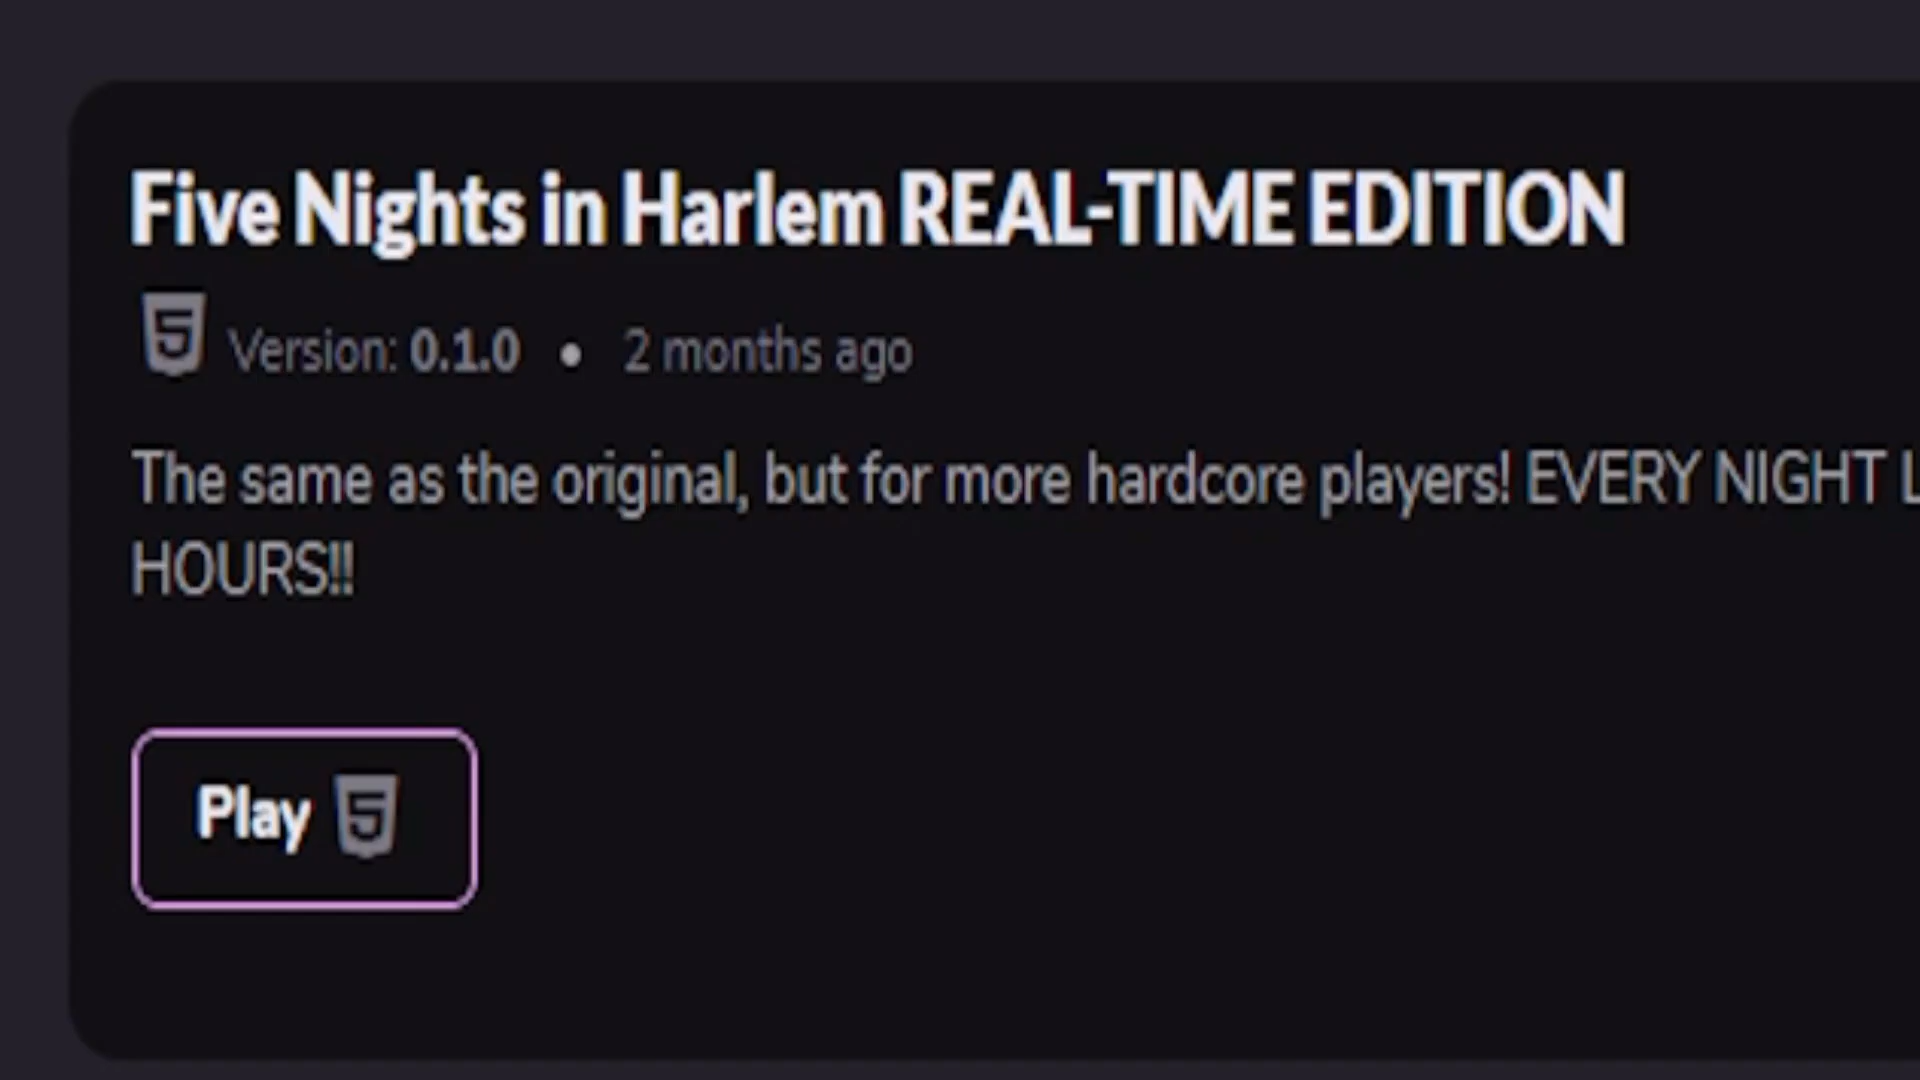 Five Nights in Harlem REAL-TIME EDITION
Version: 0.1.0 • 2 months ago
The same as the original, but for more hardcore players! EVERY NIGHT L
HOURS!!
Play